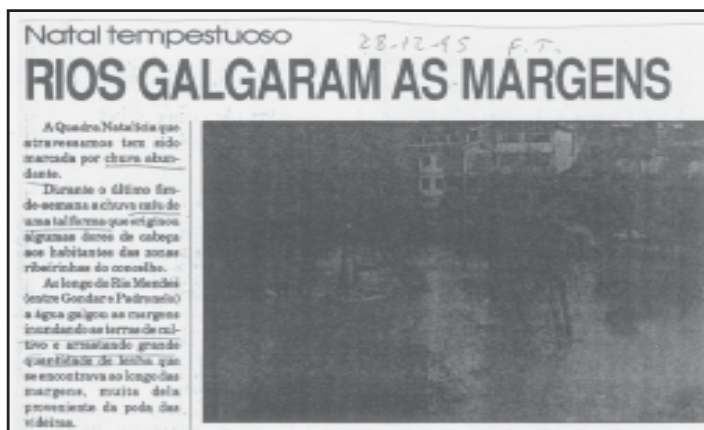 Natal tempestuoso
28-12-95 F.T.
RIOS GALGARAM AS MARGENS
A Quadra Natalícia que
atravessamos tem sido
marcada por chuva abun-
dante.
Durante o último fim-
de-semana a chuva caiu de
uma tal forma que originou
algumas dores de cabeça
aos habitantes das zonas
ribeirinhas do concelho.
Ao longo do Rio Mendes
(entre Gondar e Padronelo)
a água galgou as margens
inundando as terras de cul-
tivo e arrastando grande
quantidade de lenha que
se encontrava ao longo das
margens, muita dela
proveniente da poda das
videiras.